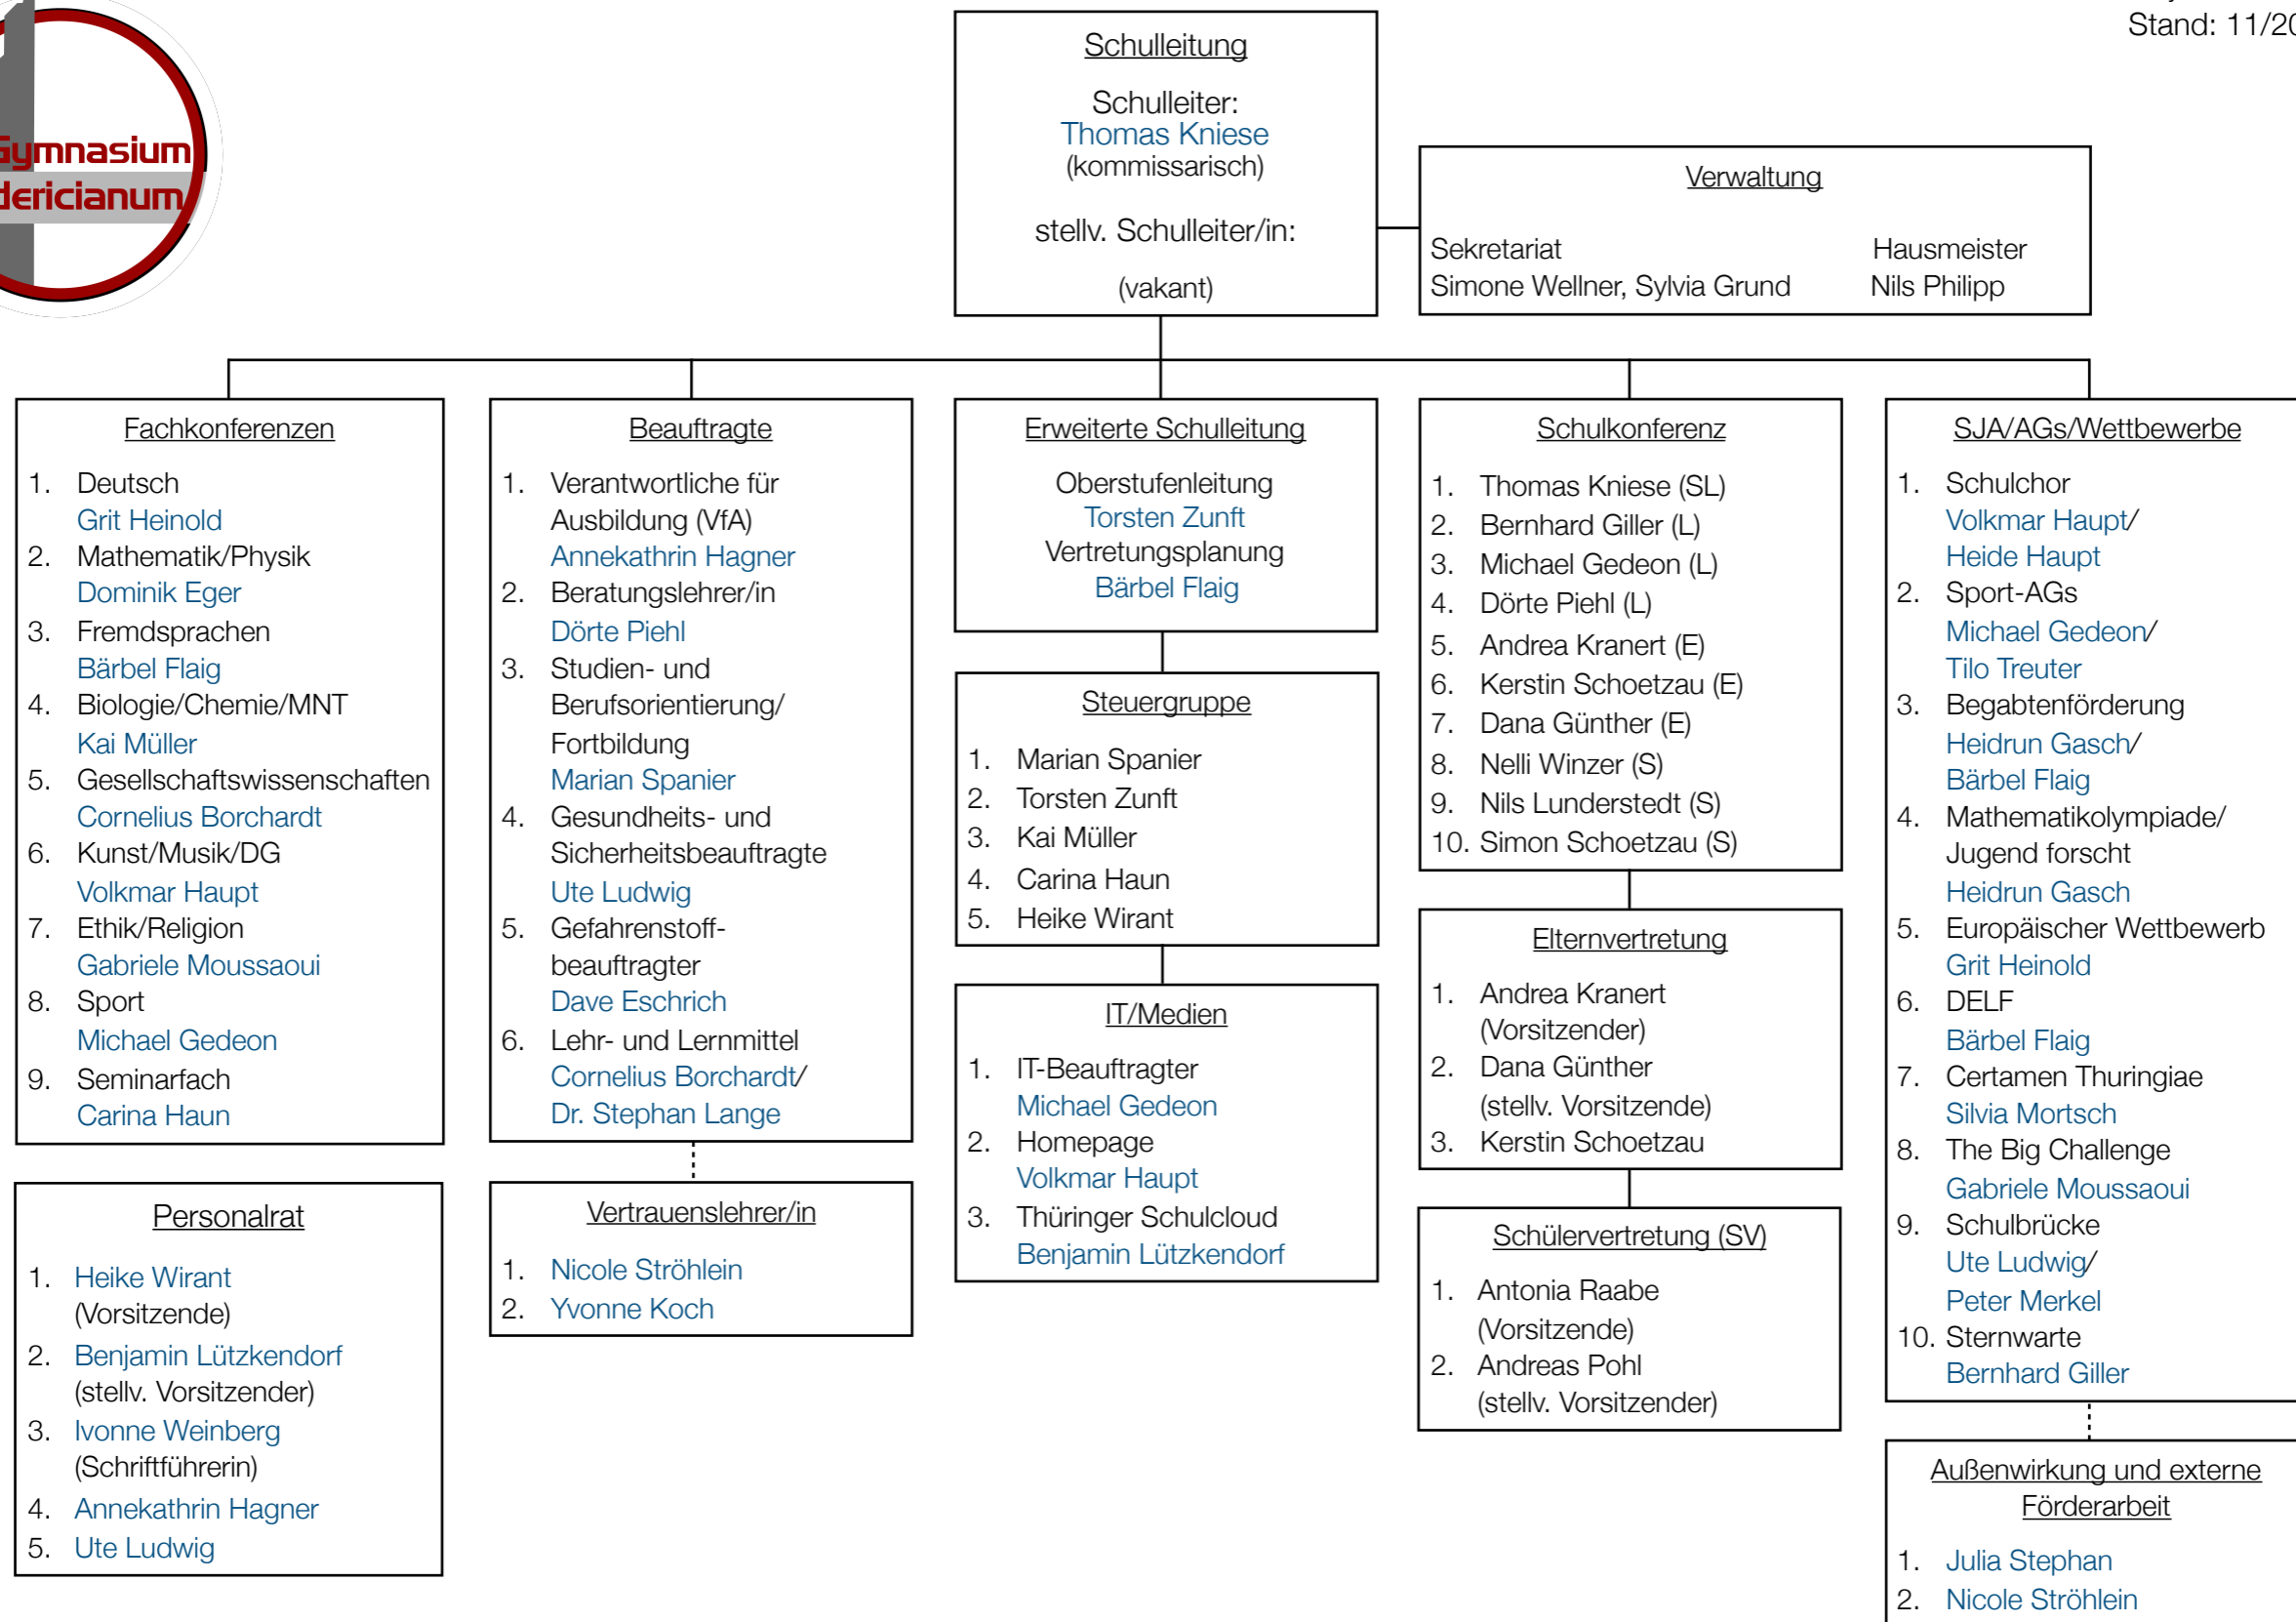 Stand: 11/20
Gymnasium
dericianum
Schulleitung
Schulleiter:
Thomas Kniese
(kommissarisch)
stellv. Schulleiter/in:
(vakant)
Verwaltung
Sekretariat
Simone Wellner, Sylvia Grund
Hausmeister
Nils Philipp
Fachkonferenzen
1. Deutsch
Grit Heinold
2. Mathematik/Physik
Dominik Eger
3. Fremdsprachen
Bärbel Flaig
4. Biologie/Chemie/MNT
Kai Müller
5. Gesellschaftswissenschaften
Cornelius Borchardt
6. Kunst/Musik/DG
Volkmar Haupt
7. Ethik/Religion
Gabriele Moussaoui
8. Sport
Michael Gedeon
9. Seminarfach
Carina Haun
Personalrat
1. Heike Wirant
(Vorsitzende)
2. Benjamin Lützkendorf
(stellv. Vorsitzender)
3. Ivonne Weinberg
(Schriftführerin)
4. Annekathrin Hagner
5. Ute Ludwig
Beauftragte
1. Verantwortliche für
Ausbildung (VfA)
Annekathrin Hagner
2. Beratungslehrer/in
Dörte Piehl
3. Studien- und
Berufsorientierung/
Fortbildung
Marian Spanier
4. Gesundheits- und
Sicherheitsbeauftragte
Ute Ludwig
5. Gefahrenstoff-
beauftragter
Dave Eschrich
6. Lehr- und Lernmittel
Cornelius Borchardt/
Dr. Stephan Lange
Vertrauenslehrer/in
1. Nicole Ströhlein
2. Yvonne Koch
Erweiterte Schulleitung
Oberstufenleitung
Torsten Zunft
Vertretungsplanung
Bärbel Flaig
Steuergruppe
1. Marian Spanier
2. Torsten Zunft
3. Kai Müller
4. Carina Haun
5. Heike Wirant
IT/Medien
1. IT-Beauftragter
Michael Gedeon
2. Homepage
Volkmar Haupt
3. Thüringer Schulcloud
Benjamin Lützkendorf
Schulkonferenz
1. Thomas Kniese (SL)
2. Bernhard Giller (L)
3. Michael Gedeon (L)
4. Dörte Piehl (L)
5. Andrea Kranert (E)
6. Kerstin Schoetzau (E)
7. Dana Günther (E)
8. Nelli Winzer (S)
9. Nils Lunderstedt (S)
10. Simon Schoetzau (S)
Elternvertretung
1. Andrea Kranert
(Vorsitzender)
2. Dana Günther
(stellv. Vorsitzende)
3. Kerstin Schoetzau
Schülervertretung (SV)
1. Antonia Raabe
(Vorsitzende)
2. Andreas Pohl
(stellv. Vorsitzender)
SJA/AGs/Wettbewerbe
1. Schulchor
Volkmar Haupt/
Heide Haupt
2. Sport-AGs
Michael Gedeon/
Tilo Treuter
3. Begabtenförderung
Heidrun Gasch/
Bärbel Flaig
4. Mathematikolympiade/
Jugend forscht
Heidrun Gasch
5. Europäischer Wettbewerb
Grit Heinold
6. DELF
Bärbel Flaig
7. Certamen Thuringiae
Silvia Mortsch
8. The Big Challenge
Gabriele Moussaoui
9. Schulbrücke
Ute Ludwig/
Peter Merkel
10. Sternwarte
Bernhard Giller
Außenwirkung und externe
Förderarbeit
1. Julia Stephan
2. Nicole Ströhlein